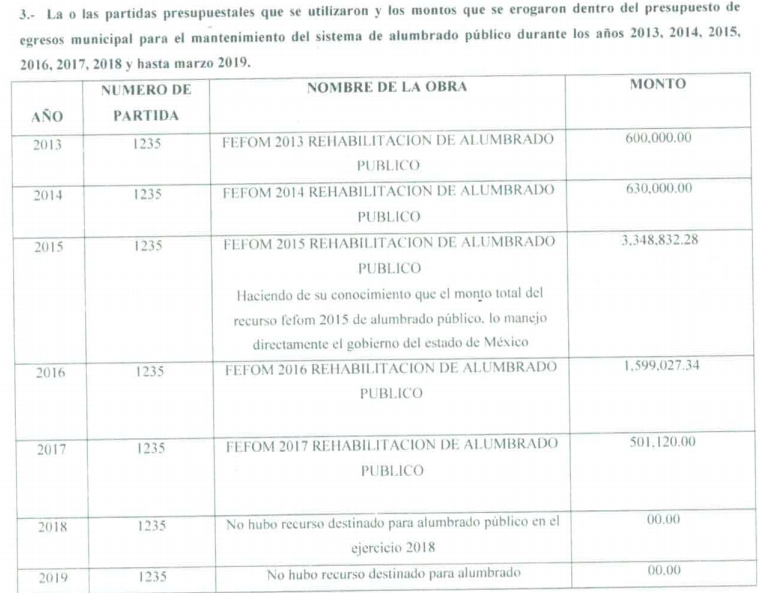 3.- La o las partidas presupuestales que se utilizaron y los montos que se erogaron dentro del presupuesto de
egresos municipal para el mantenimiento del sistema de alumbrado público durante los años 2013, 2014, 2015,
2016, 2017, 2018 y hasta marzo 2019.
AÑO NUMERO DE PARTIDA NOMBRE DE LA OBRA MONTO
2013 1235 FEFOM 2013 REHABILITACION DE ALUMBRADO 600,000.00
PUBLICO
2014 1235 FEFOM 2014 REHABILITACION DE ALUMBRADO 630,000.00
PUBLICO
2015 1235 FEFOM 2015 REHABILITACION DE ALUMBRADO 3,348,832.28
PUBLICO
Haciendo de su conocimiento que el monto total del
recurso fefom 2015 de alumbrado público, lo manejo
directamente el gobierno del estado de México
2016 1235 FEFOM 2016 REHABILITACION DE ALUMBRADO 1,599,027.34
PUBLICO
2017 1235 FEFOM 2017 REHABILITACION DE ALUMBRADO 501,120.00
PUBLICO
2018 1235 No hubo recurso destinado para alumbrado público en el 00.00
ejercicio 2018
2019 1235 No hubo recurso destinado para alumbrado 00.00